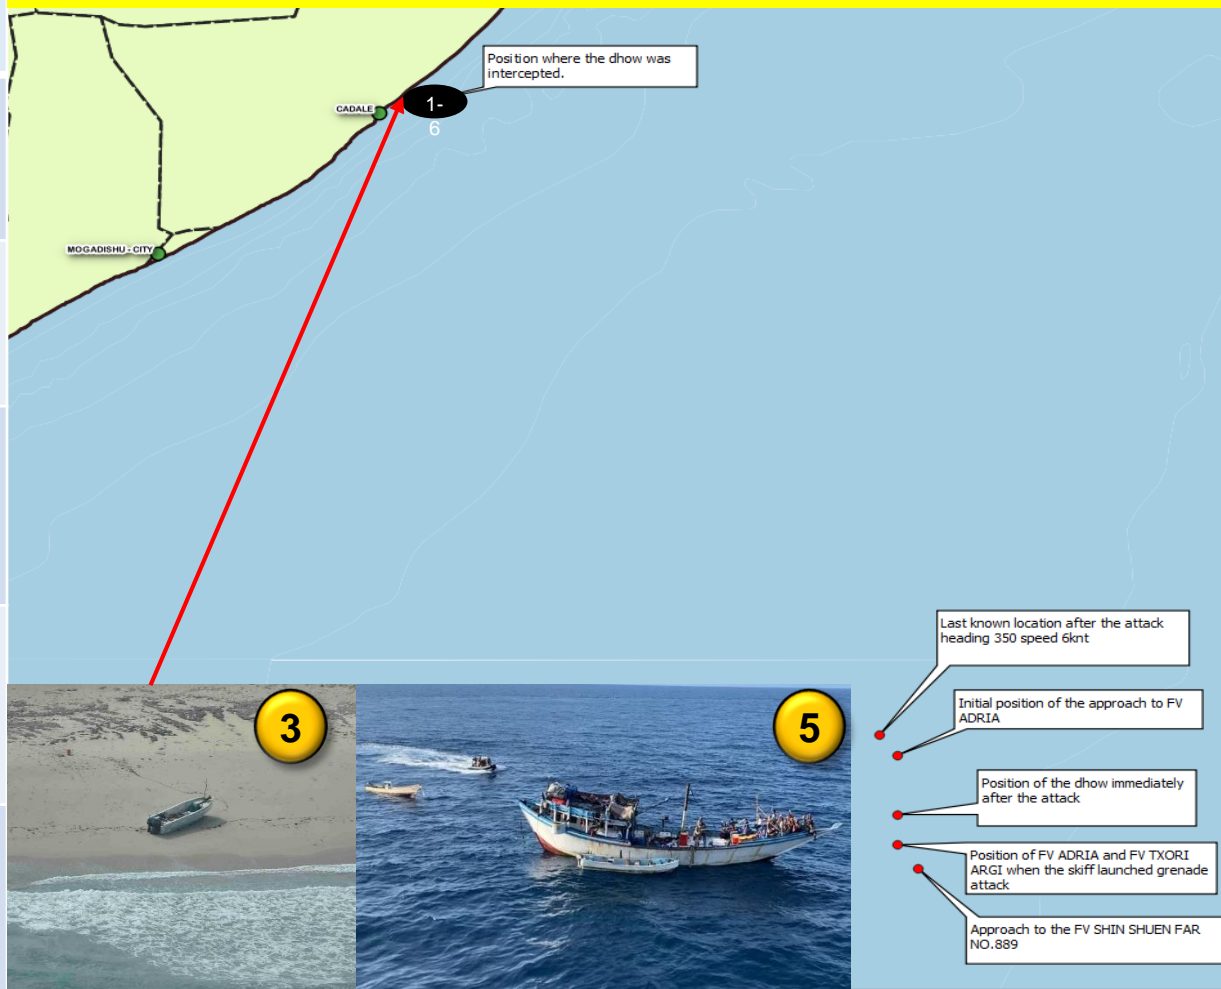 Position where the dhow was
intercepted.
1-
6
CADALE
MOGADISHU - CITY
Last known location after the attack
heading 350 speed 6knt
Initial position of the approach to FV
ADRIA
3
5
Position of the dhow immediately
after the attack
Position of FV ADRIA and FV TXORI
ARGI when the skiff launched grenade
attack
Approach to the FV SHIN SHUEN FAR
NO.889